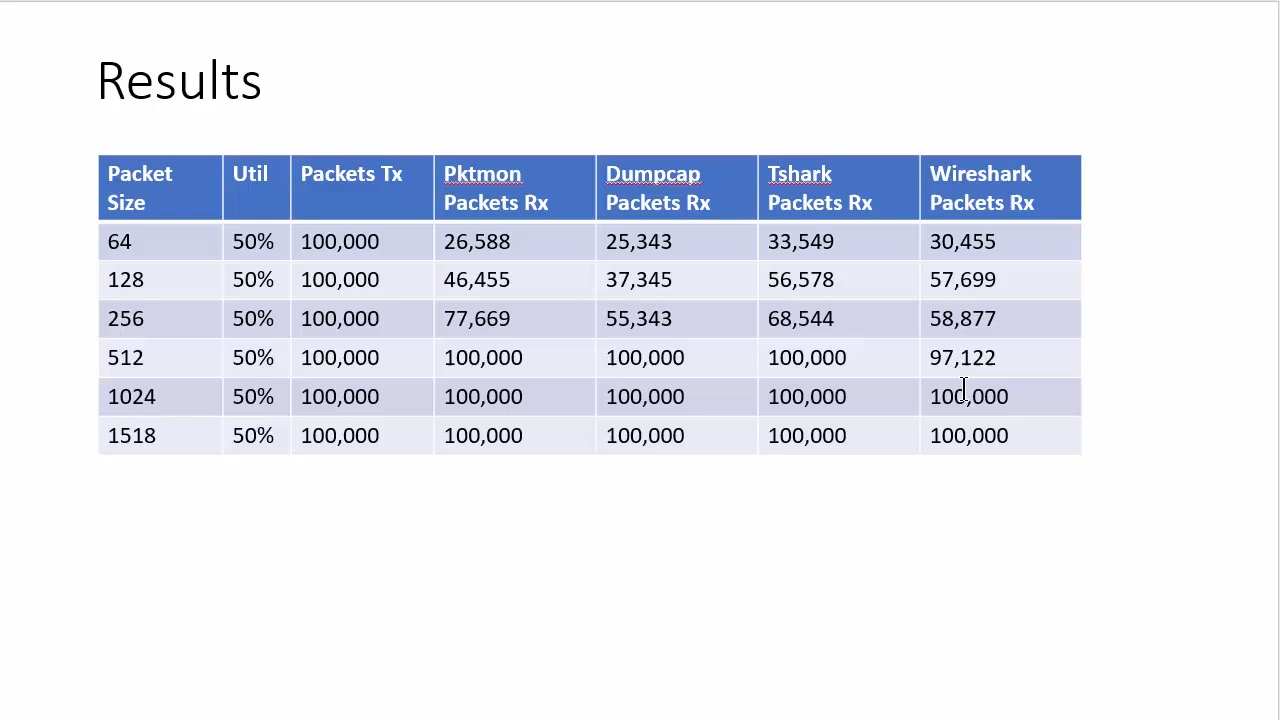 Results
Packet Size Util Packets Tx Pktmon Packets Rx Dumpcap Packets Rx Tshark Packets Rx Wireshark Packets Rx
64 50% 100,000 26,588 25,343 33,549 30,455
128 50% 100,000 46,455 37,345 56,578 57,699
256 50% 100,000 77,669 55,343 68,544 58,877
512 50% 100,000 100,000 100,000 100,000 97,122
1024 50% 100,000 100,000 100,000 100,000 100,000
1518 50% 100,000 100,000 100,000 100,000 100,000